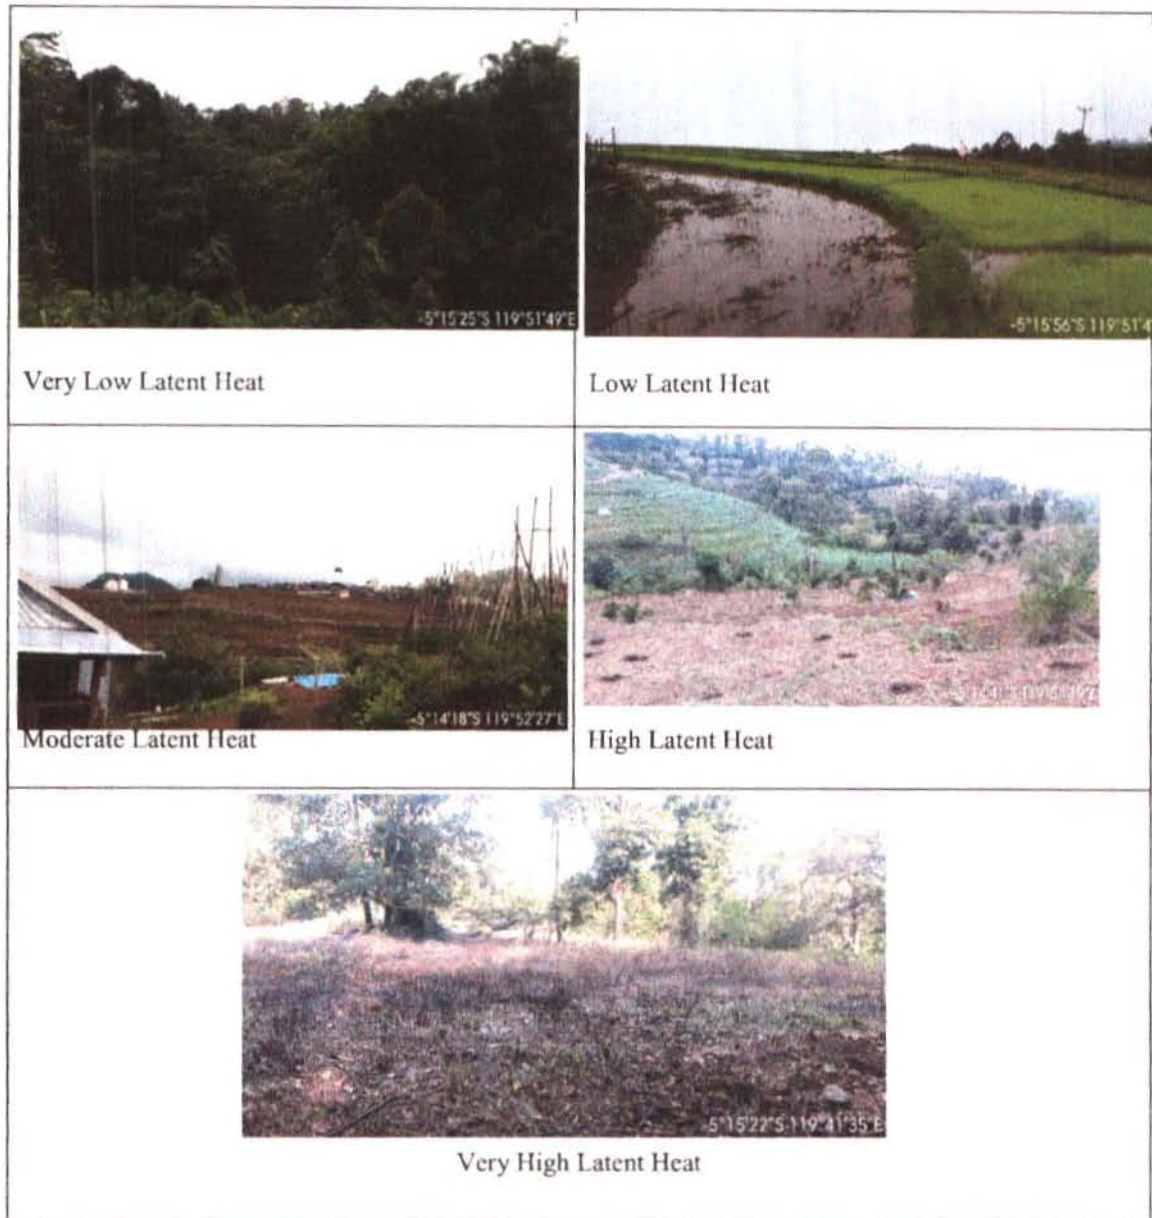 -5°15'25"S 119°51'49"E
-5°15'56"S 119°51'4
Very Low Latent Heat
Low Latent Heat
-5°14'18"S 119°52'27"E
Moderate Latent Heat
High Latent Heat
-5°15'22"S 119°41'35"E
Very High Latent Heat